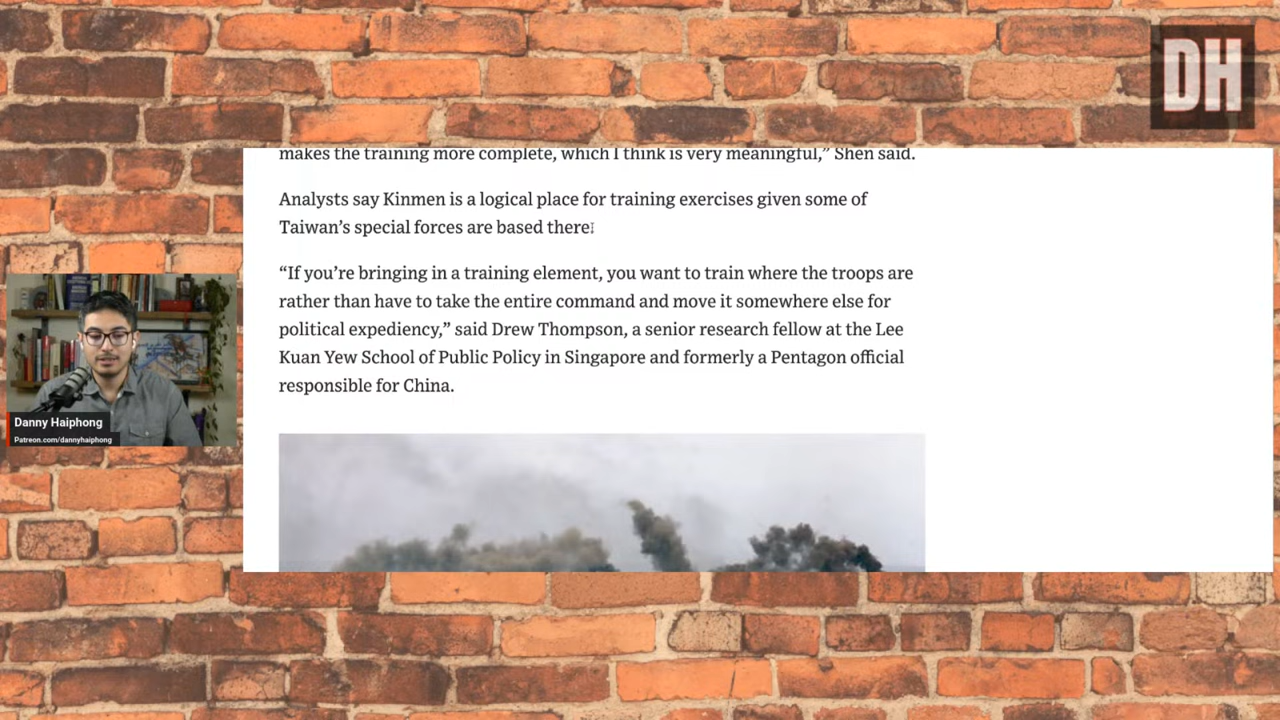 DH
makes the training more complete, which I think is very meaningful,” Shen said.
Analysts say Kinmen is a logical place for training exercises given some of
Taiwan’s special forces are based there.
“If you’re bringing in a training element, you want to train where the troops are
rather than have to take the entire command and move it somewhere else for
political expediency,” said Drew Thompson, a senior research fellow at the Lee
Kuan Yew School of Public Policy in Singapore and formerly a Pentagon official
responsible for China.
Danny Haiphong
Patreon.com/dannyhaiphong